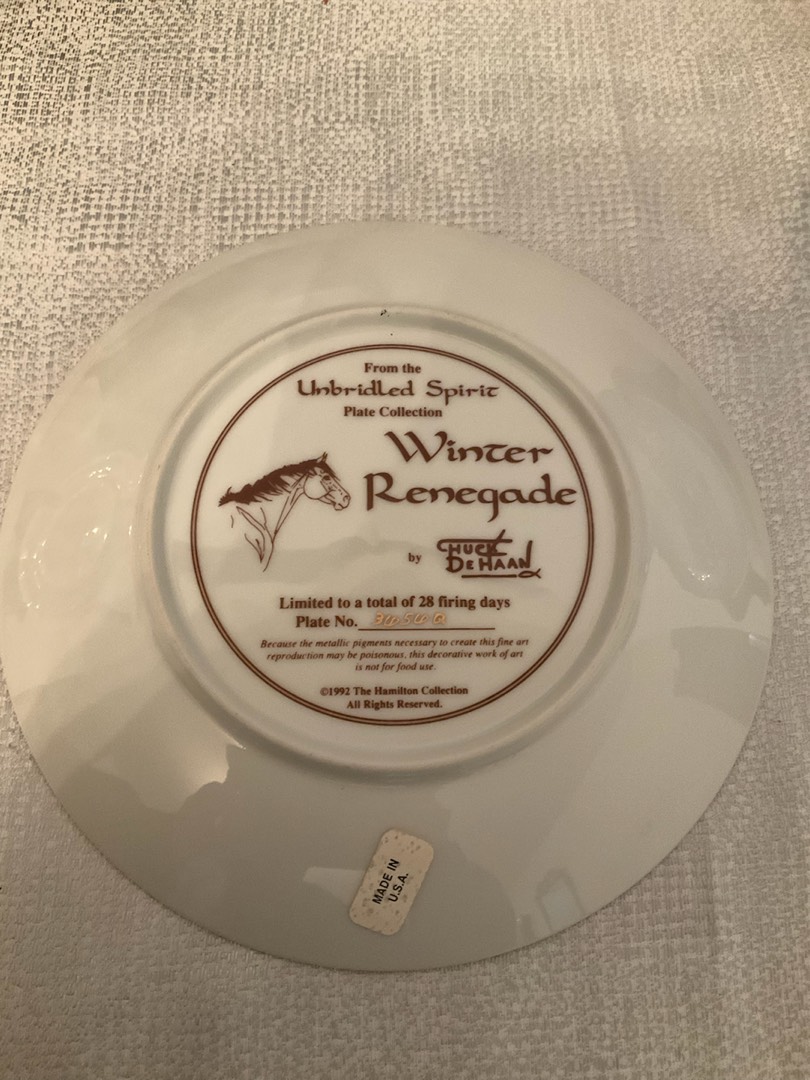 From the
Unbridled Spirit
Plate Collection
Winter
Renegade
by CHUCK
DEHAAN
Limited to a total of 28 firing days
Plate No.
Because the metallic pigments necessary to create this fine art
reproduction may be poisonous, this decorative work of art
is not for food use.
©1992 The Hamilton Collection
All Rights Reserved.
MADE IN
U.S.A.